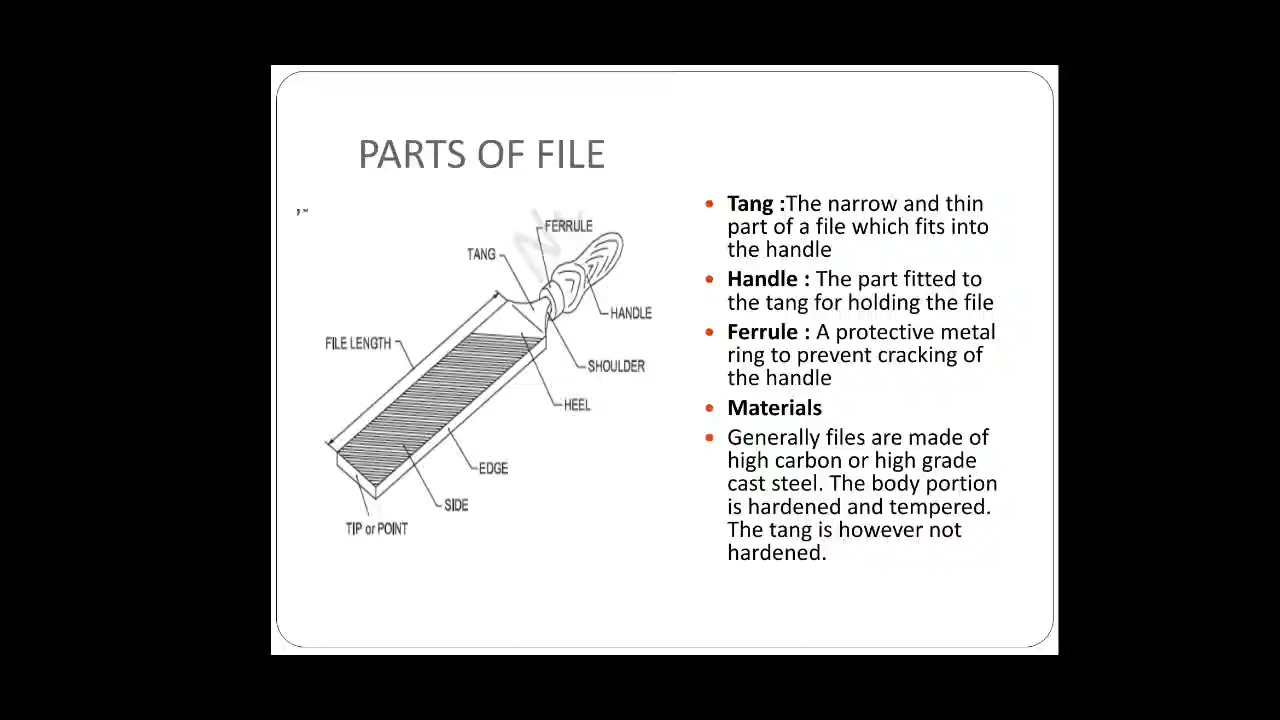 PARTS OF FILE
FERRULE
TANG
HANDLE
FILE LENGTH
SHOULDER
HEEL
EDGE
SIDE
TIP or POINT
• Tang :The narrow and thin
part of a file which fits into
the handle
• Handle : The part fitted to
the tang for holding the file
• Ferrule : A protective metal
ring to prevent cracking of
the handle
• Materials
• Generally files are made of
high carbon or high grade
cast steel. The body portion
is hardened and tempered.
The tang is however not
hardened.